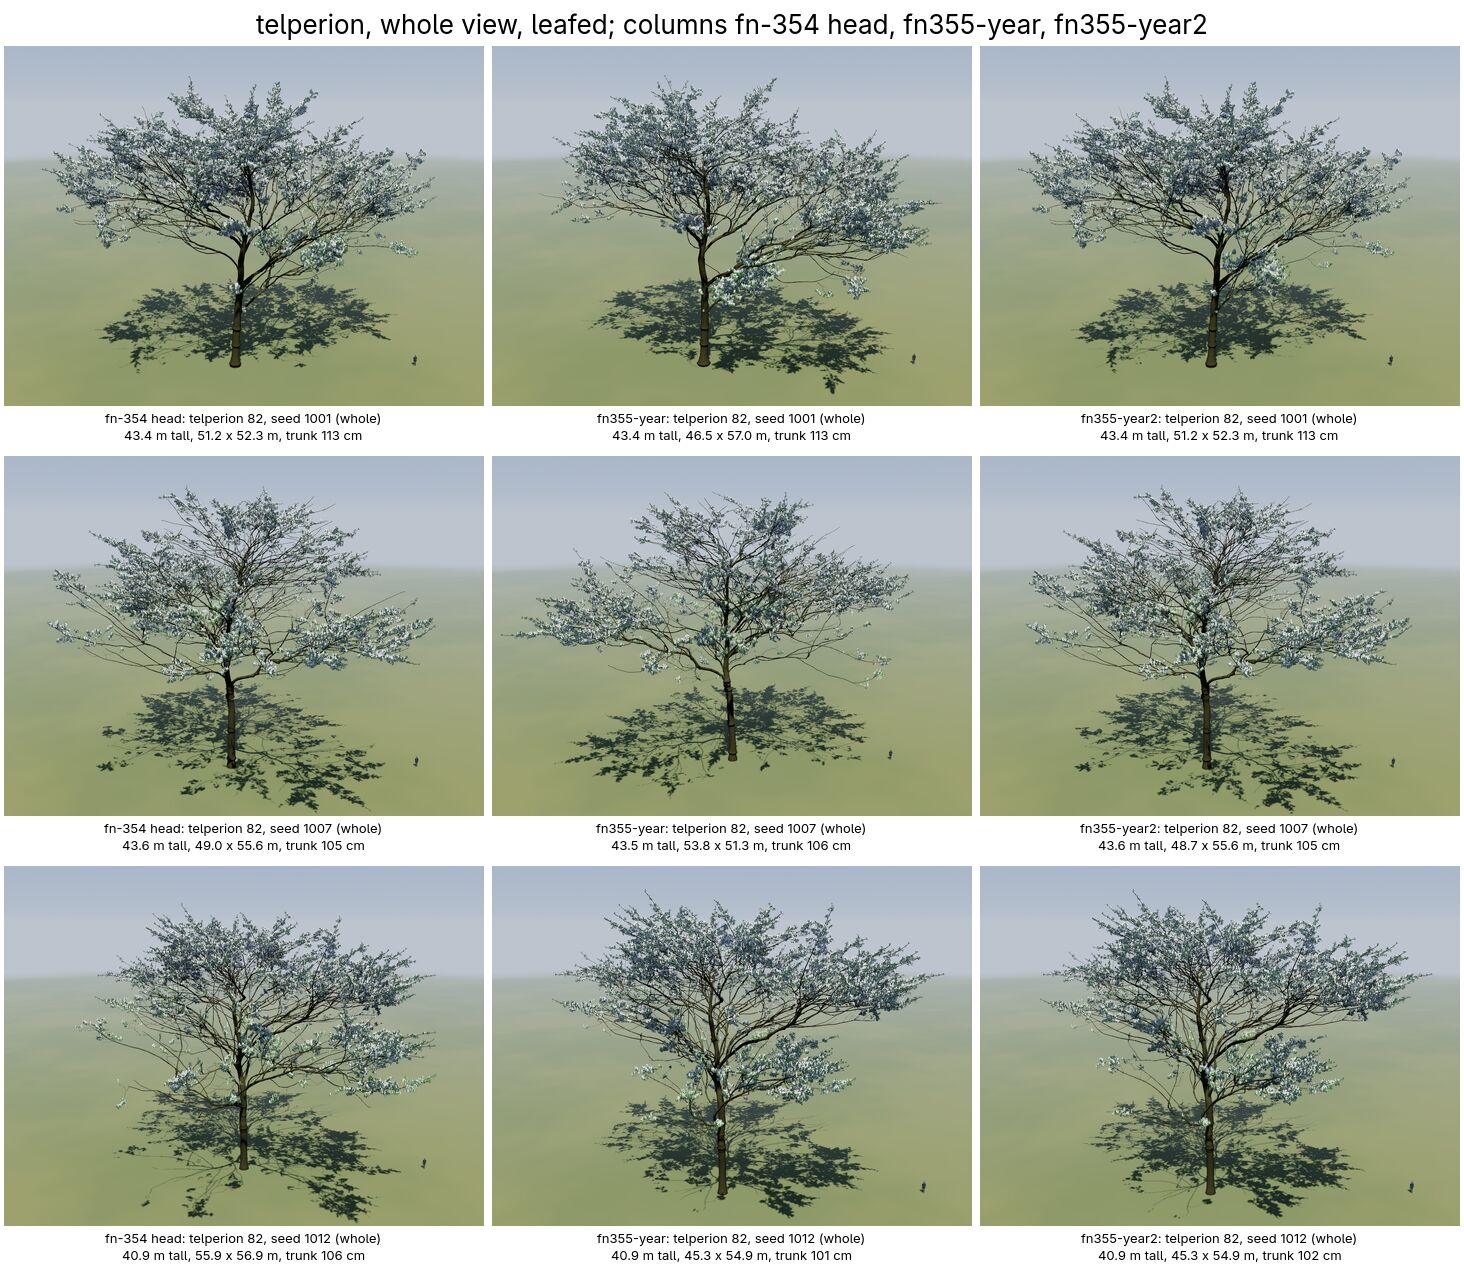 telperion, whole view, leafed; columns fn-354 head, fn355-year, fn355-year2
fn-354 head: telperion 82, seed 1001 (whole)
43.4 m tall, 51.2 x 52.3 m, trunk 113 cm
fn355-year: telperion 82, seed 1001 (whole)
43.4 m tall, 46.5 x 57.0 m, trunk 113 cm
fn355-year2: telperion 82, seed 1001 (whole)
43.4 m tall, 51.2 x 52.3 m, trunk 113 cm
fn-354 head: telperion 82, seed 1007 (whole)
43.6 m tall, 49.0 x 55.6 m, trunk 105 cm
fn355-year: telperion 82, seed 1007 (whole)
43.5 m tall, 53.8 x 51.3 m, trunk 106 cm
fn355-year2: telperion 82, seed 1007 (whole)
43.6 m tall, 48.7 x 55.6 m, trunk 105 cm
fn-354 head: telperion 82, seed 1012 (whole)
40.9 m tall, 55.9 x 56.9 m, trunk 106 cm
fn355-year: telperion 82, seed 1012 (whole)
40.9 m tall, 45.3 x 54.9 m, trunk 101 cm
fn355-year2: telperion 82, seed 1012 (whole)
40.9 m tall, 45.3 x 54.9 m, trunk 102 cm